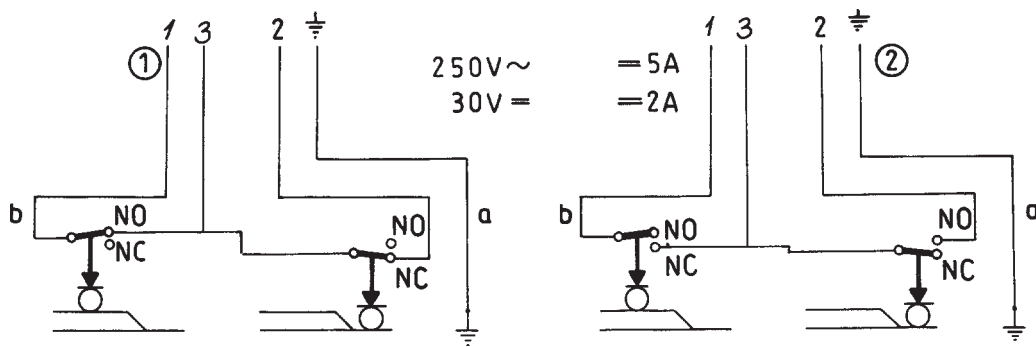 1 3 2 ⏚ 1 3 2 ⏚
① 250V~ =5A ②
30V= =2A
b NO a b NO NO a
NC NO NC
NC NC